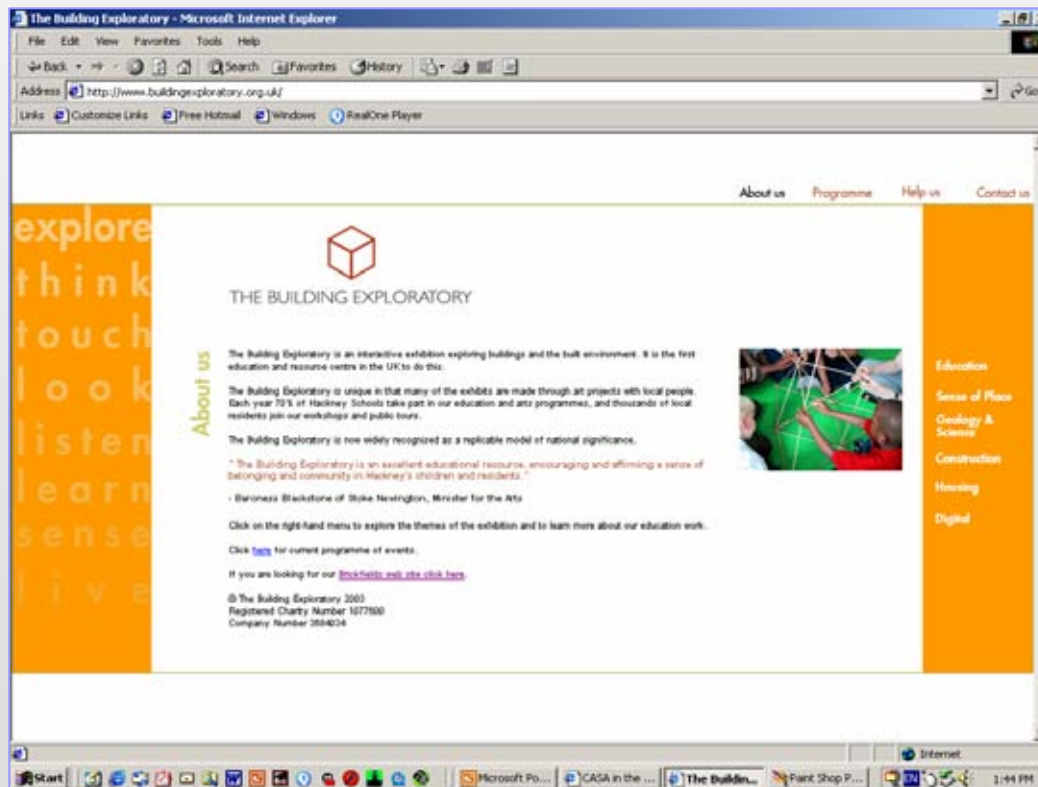 The Building Exploratory - Microsoft Internet Explorer
File Edit View Favorites Tools Help
Back Search Favorites History
Address http://www.buildingexploratory.org.uk/ Go
Links Customize Links Free Hotmail Windows RealOne Player
About us Programme Help us Contact us
explore
think
touch
look
listen
learn
sense
live
THE BUILDING EXPLORATORY
About us
The Building Exploratory is an interactive exhibition exploring buildings and the built environment. It is the first
education and resource centre in the UK to do this.
The Building Exploratory is unique in that many of the exhibits are made through art projects with local people.
Each year 70% of Hackney Schools take part in our education and arts programmes, and thousands of local
residents join our workshops and public tours.
The Building Exploratory is now widely recognized as a replicable model of national significance.
" The Building Exploratory is an excellent educational resource, encouraging and affirming a sense of
belonging and community in Hackney's children and residents. "
- Baroness Blackstone of Stoke Newington, Minister for the Arts
Click on the right-hand menu to explore the themes of the exhibition and to learn more about our education work.
Click here for current programme of events.
If you are looking for our Brickfields web site click here.
© The Building Exploratory 2003
Registered Charity Number
Company Number
Education
Sense of Place
Geology &
Science
Construction
Housing
Digital
Internet
Start Microsoft Po... CASA in the ... The Buildin... Paint Shop P... EN 1:44 PM